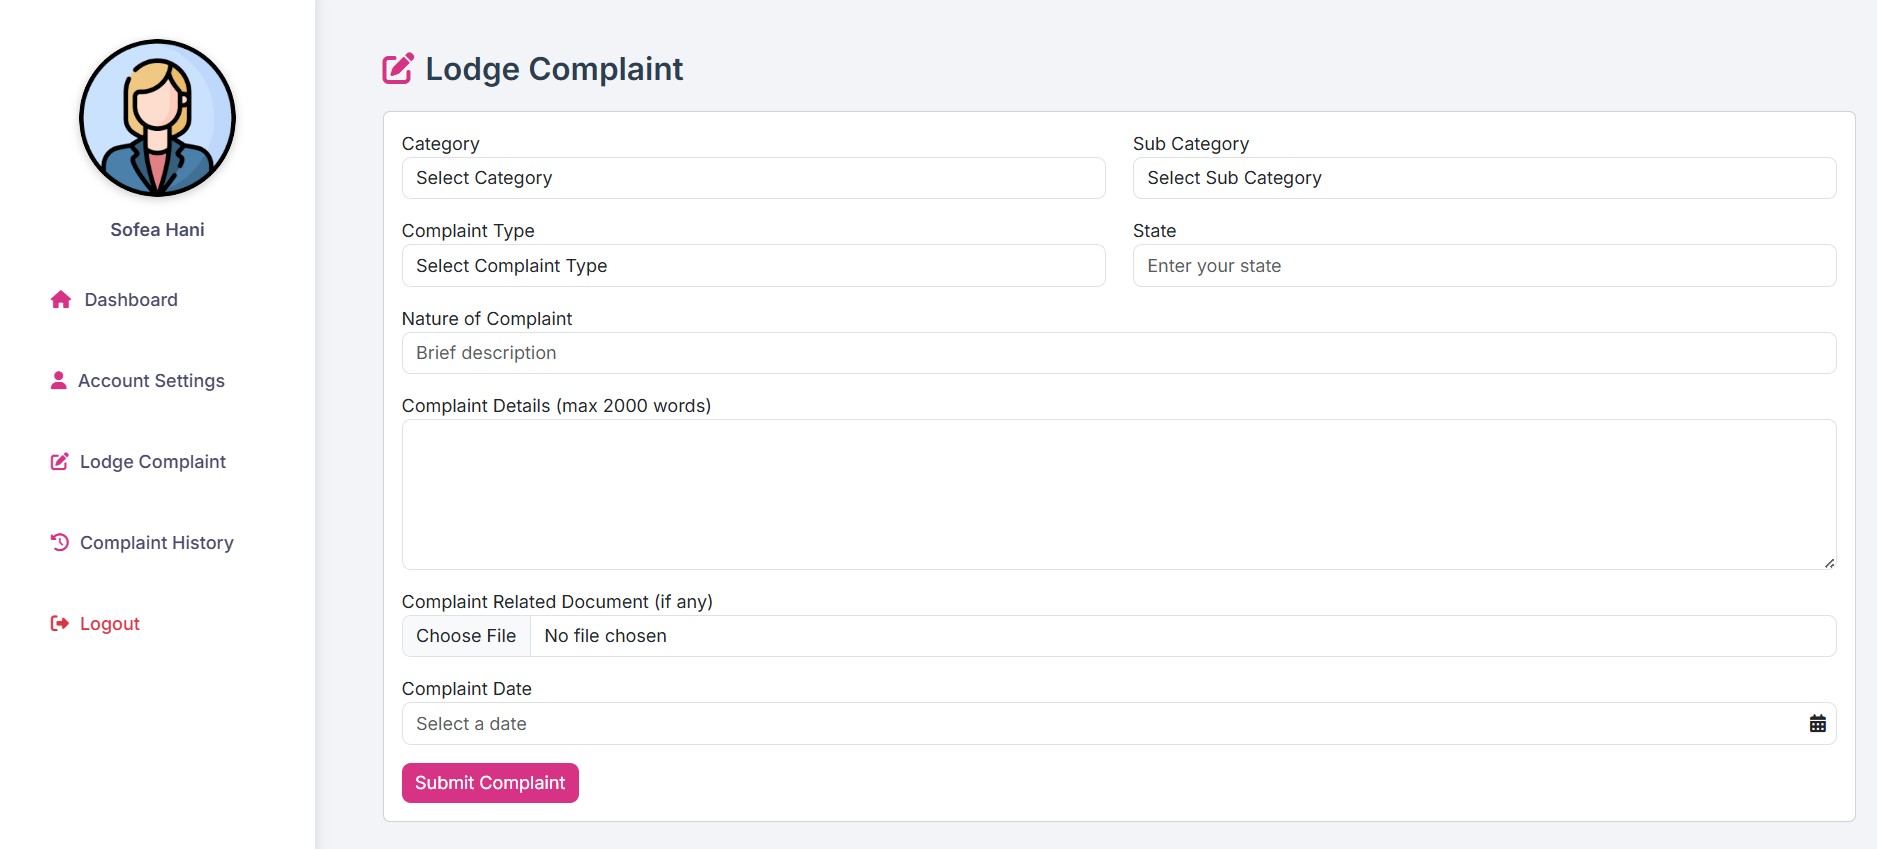 Sofea Hani
Dashboard
Account Settings
Lodge Complaint
Complaint History
Logout
Lodge Complaint
Category
Select Category
Sub Category
Select Sub Category
Complaint Type
Select Complaint Type
State
Enter your state
Nature of Complaint
Brief description
Complaint Details (max 2000 words)
Complaint Related Document (if any)
Choose File No file chosen
Complaint Date
Select a date
Submit Complaint